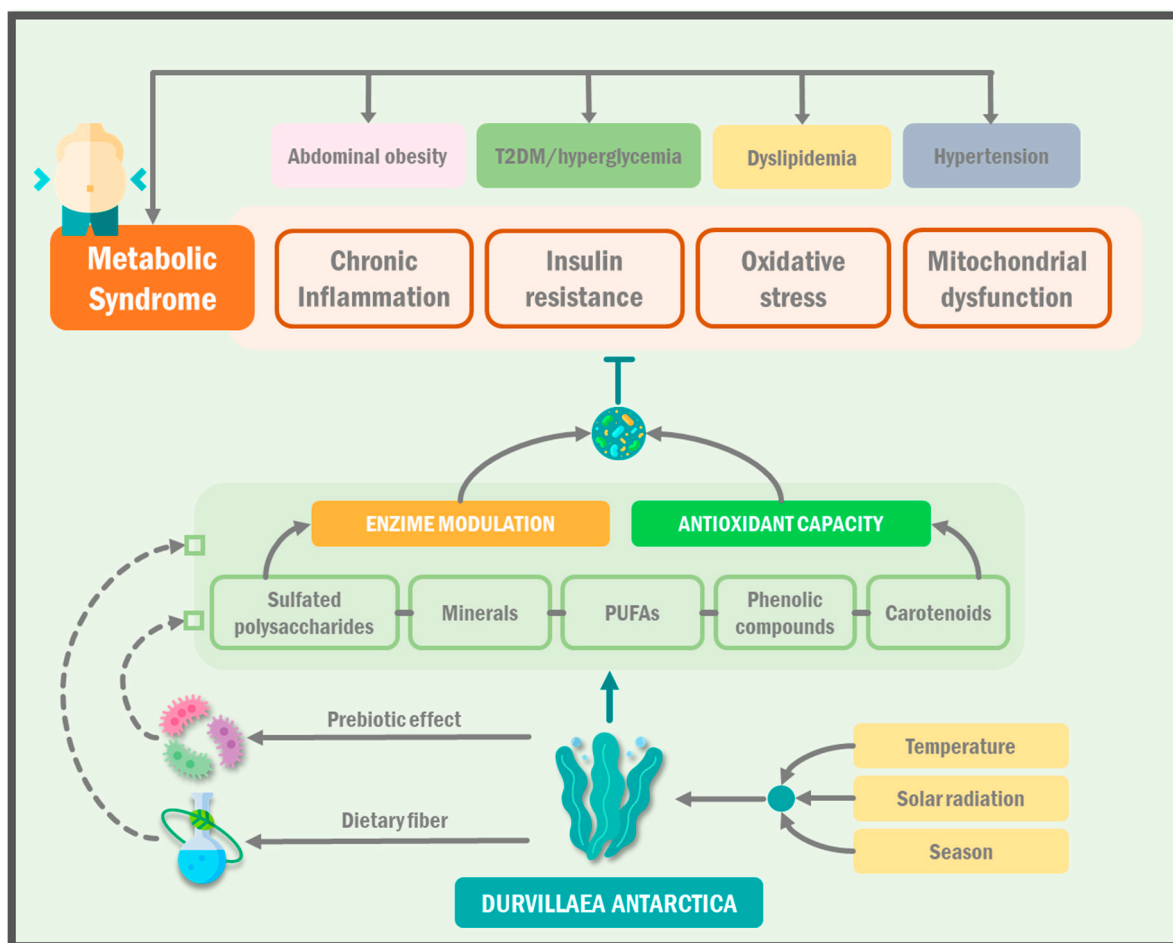 Abdominal obesity
T2DM/hyperglycemia
Dyslipidemia
Hypertension
Metabolic
Syndrome
Chronic
Inflammation
Insulin
resistance
Oxidative
stress
Mitochondrial
dysfunction
ENZIME MODULATION
ANTIOXIDANT CAPACITY
Sulfated
polysaccharides
Minerals
PUFAs
Phenolic
compounds
Carotenoids
Prebiotic effect
Dietary fiber
Temperature
Solar radiation
Season
DURVILLAEA ANTARCTICA